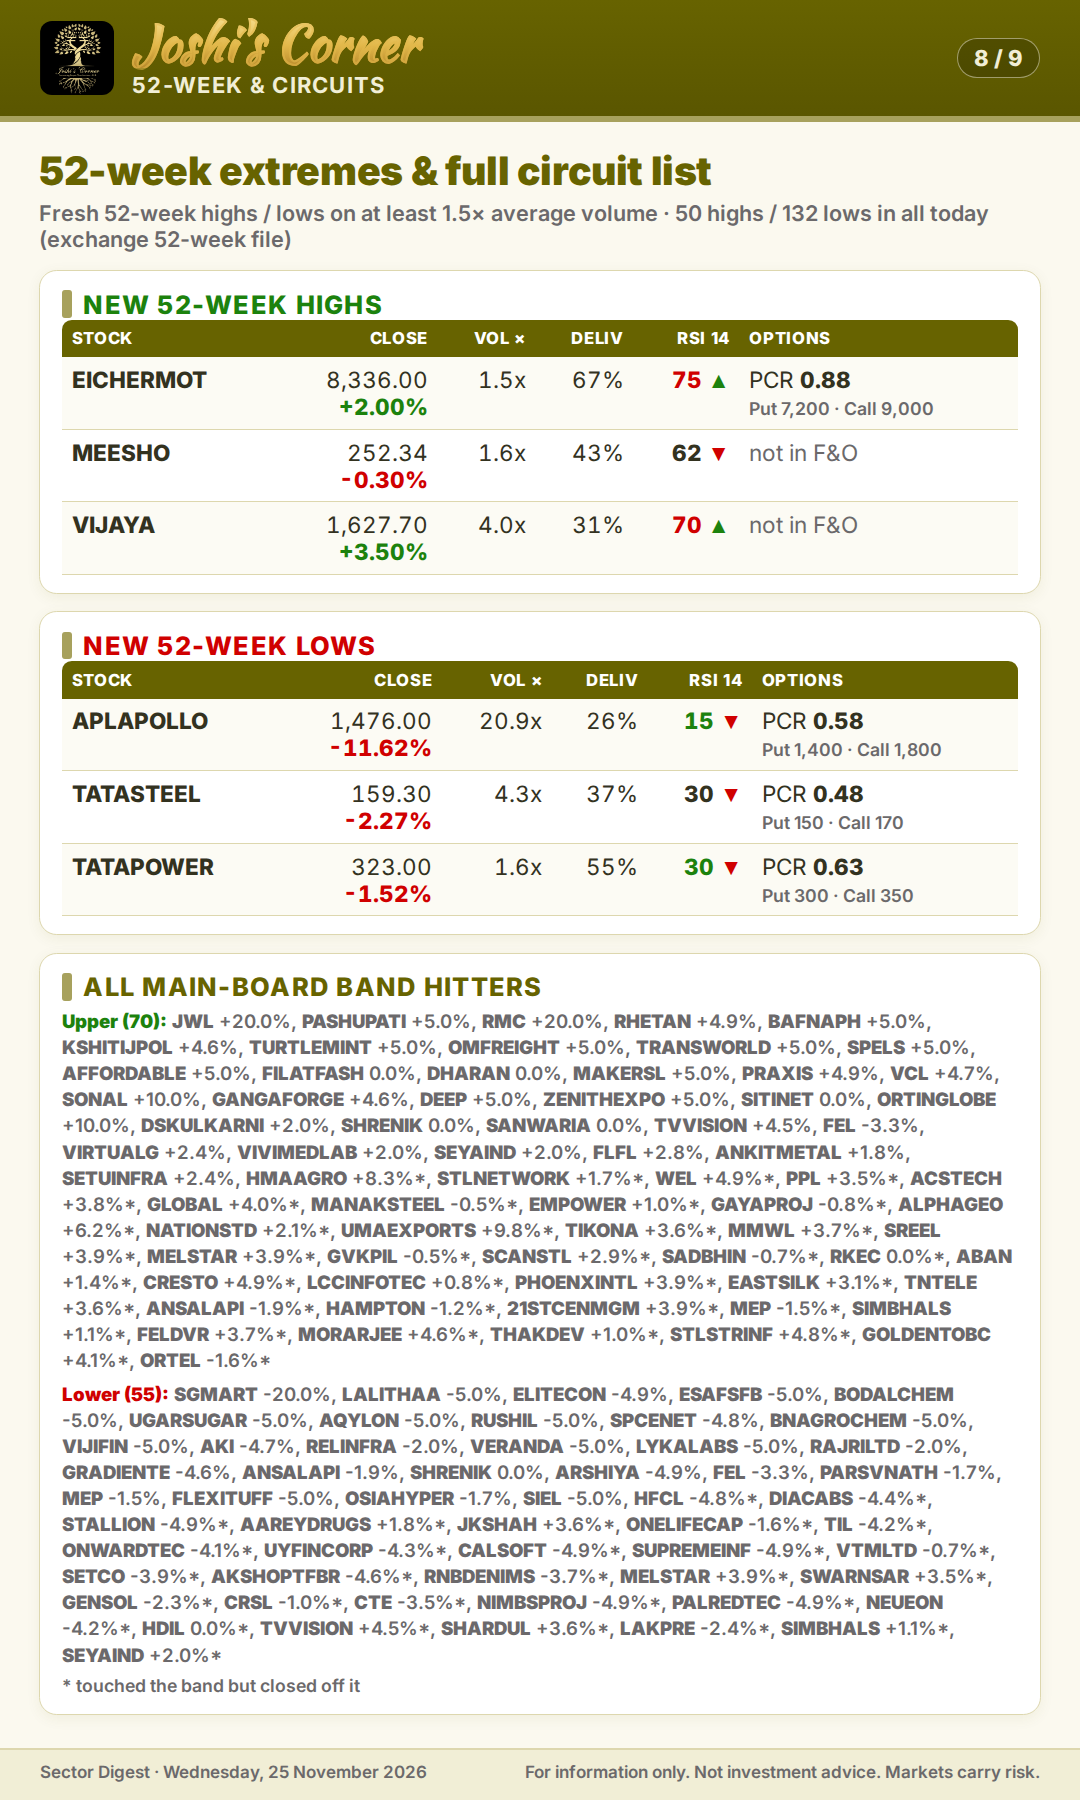 Joshi's Corner
Joshi's Corner
52-WEEK & CIRCUITS
8 / 9
52-week extremes & full circuit list
Fresh 52-week highs / lows on at least 1.5× average volume · 50 highs / 132 lows in all today
(exchange 52-week file)
NEW 52-WEEK HIGHS
STOCK CLOSE VOL × DELIV RSI 14 OPTIONS
EICHERMOT 8,336.00 1.5x 67% 75 ▲ PCR 0.88
+2.00% Put 7,200 · Call 9,000
MEESHO 252.34 1.6x 43% 62 ▼ not in F&O
-0.30%
VIJAYA 1,627.70 4.0x 31% 70 ▲ not in F&O
+3.50%
NEW 52-WEEK LOWS
STOCK CLOSE VOL × DELIV RSI 14 OPTIONS
APLAPOLLO 1,476.00 20.9x 26% 15 ▼ PCR 0.58
-11.62% Put 1,400 · Call 1,800
TATASTEEL 159.30 4.3x 37% 30 ▼ PCR 0.48
-2.27% Put 150 · Call 170
TATAPOWER 323.00 1.6x 55% 30 ▼ PCR 0.63
-1.52% Put 300 · Call 350
ALL MAIN-BOARD BAND HITTERS
Upper (70): JWL +20.0%, PASHUPATI +5.0%, RMC +20.0%, RHETAN +4.9%, BAFNAPH +5.0%,
KSHITIJPOL +4.6%, TURTLEMINT +5.0%, OMFREIGHT +5.0%, TRANSWORLD +5.0%, SPELS +5.0%,
AFFORDABLE +5.0%, FILATFASH 0.0%, DHARAN 0.0%, MAKERSL +5.0%, PRAXIS +4.9%, VCL +4.7%,
SONAL +10.0%, GANGAFORGE +4.6%, DEEP +5.0%, ZENITHEXPO +5.0%, SITINET 0.0%, ORTINGLOBE
+10.0%, DSKULKARNI +2.0%, SHRENIK 0.0%, SANWARIA 0.0%, TVVISION +4.5%, FEL -3.3%,
VIRTUALG +2.4%, VIVIMEDLAB +2.0%, SEYAIND +2.0%, FLFL +2.8%, ANKITMETAL +1.8%,
SETUINFRA +2.4%, HMAAGRO +8.3%*, STLNETWORK +1.7%*, WEL +4.9%*, PPL +3.5%*, ACSTECH
+3.8%*, GLOBAL +4.0%*, MANAKSTEEL -0.5%*, EMPOWER +1.0%*, GAYAPROJ -0.8%*, ALPHAGEO
+6.2%*, NATIONSTD +2.1%*, UMAEXPORTS +9.8%*, TIKONA +3.6%*, MMWL +3.7%*, SREEL
+3.9%*, MELSTAR +3.9%*, GVKPIL -0.5%*, SCANSTL +2.9%*, SADBHIN -0.7%*, RKEC 0.0%*, ABAN
+1.4%*, CRESTO +4.9%*, LCCINFOTEC +0.8%*, PHOENXINTL +3.9%*, EASTSILK +3.1%*, TNTELE
+3.6%*, ANSALAPI -1.9%*, HAMPTON -1.2%*, 21STCENMGM +3.9%*, MEP -1.5%*, SIMBHALS
+1.1%*, FELDVR +3.7%*, MORARJEE +4.6%*, THAKDEV +1.0%*, STLSTRINF +4.8%*, GOLDENTOBC
+4.1%*, ORTEL -1.6%*
Lower (55): SGMART -20.0%, LALITHAA -5.0%, ELITECON -4.9%, ESAFSFB -5.0%, BODALCHEM
-5.0%, UGARSUGAR -5.0%, AQYLON -5.0%, RUSHIL -5.0%, SPCENET -4.8%, BNAGROCHEM -5.0%,
VIJIFIN -5.0%, AKI -4.7%, RELINFRA -2.0%, VERANDA -5.0%, LYKALABS -5.0%, RAJRILTD -2.0%,
GRADIENTE -4.6%, ANSALAPI -1.9%, SHRENIK 0.0%, ARSHIYA -4.9%, FEL -3.3%, PARSVNATH -1.7%,
MEP -1.5%, FLEXITUFF -5.0%, OSIAHYPER -1.7%, SIEL -5.0%, HFCL -4.8%*, DIACABS -4.4%*,
STALLION -4.9%*, AAREYDRUGS +1.8%*, JKSHAH +3.6%*, ONELIFECAP -1.6%*, TIL -4.2%*,
ONWARDTEC -4.1%*, UYFINCORP -4.3%*, CALSOFT -4.9%*, SUPREMEINF -4.9%*, VTMLTD -0.7%*,
SETCO -3.9%*, AKSHOPTFBR -4.6%*, RNBDENIMS -3.7%*, MELSTAR +3.9%*, SWARNSAR +3.5%*,
GENSOL -2.3%*, CRSL -1.0%*, CTE -3.5%*, NIMBSPROJ -4.9%*, PALREDTEC -4.9%*, NEUEON
-4.2%*, HDIL 0.0%*, TVVISION +4.5%*, SHARDUL +3.6%*, LAKPRE -2.4%*, SIMBHALS +1.1%*,
SEYAIND +2.0%*
* touched the band but closed off it
Sector Digest · Wednesday, 25 November 2026
For information only. Not investment advice. Markets carry risk.